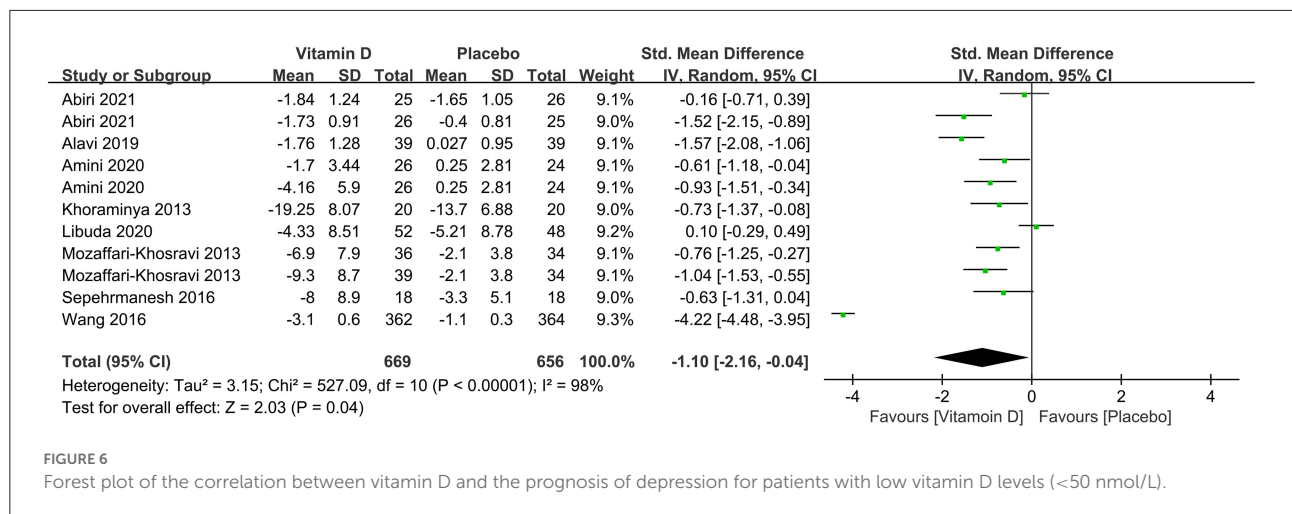 Vitamin D Placebo Std. Mean Difference Std. Mean Difference
Study or Subgroup Mean SD Total Mean SD Total Weight IV, Random, 95% CI IV, Random, 95% CI
Abiri 2021 -1.84 1.24 25 -1.65 1.05 26 9.1% -0.16 [-0.71, 0.39]
Abiri 2021 -1.73 0.91 26 -0.4 0.81 25 9.0% -1.52 [-2.15, -0.89]
Alavi 2019 -1.76 1.28 39 0.027 0.95 39 9.1% -1.57 [-2.08, -1.06]
Amini 2020 -1.7 3.44 26 0.25 2.81 24 9.1% -0.61 [-1.18, -0.04]
Amini 2020 -4.16 5.9 26 0.25 2.81 24 9.1% -0.93 [-1.51, -0.34]
Khoraminya 2013 -19.25 8.07 20 -13.7 6.88 20 9.0% -0.73 [-1.37, -0.08]
Libuda 2020 -4.33 8.51 52 -5.21 8.78 48 9.2% 0.10 [-0.29, 0.49]
Mozaffari-Khosravi 2013 -6.9 7.9 36 -2.1 3.8 34 9.1% -0.76 [-1.25, -0.27]
Mozaffari-Khosravi 2013 -9.3 8.7 39 -2.1 3.8 34 9.1% -1.04 [-1.53, -0.55]
Sepehrmanesh 2016 -8 8.9 18 -3.3 5.1 18 9.0% -0.63 [-1.31, 0.04]
Wang 2016 -3.1 0.6 362 -1.1 0.3 364 9.3% -4.22 [-4.48, -3.95]
Total (95% CI) 669 656 100.0% -1.10 [-2.16, -0.04]
Heterogeneity: Tau² = 3.15; Chi² = 527.09, df = 10 (P < 0.00001); I² = 98%
Test for overall effect: Z = 2.03 (P = 0.04)
-4 -2 0 2 4
Favours [Vitamoin D] Favours [Placebo]
FIGURE 6
Forest plot of the correlation between vitamin D and the prognosis of depression for patients with low vitamin D levels (<50 nmol/L).